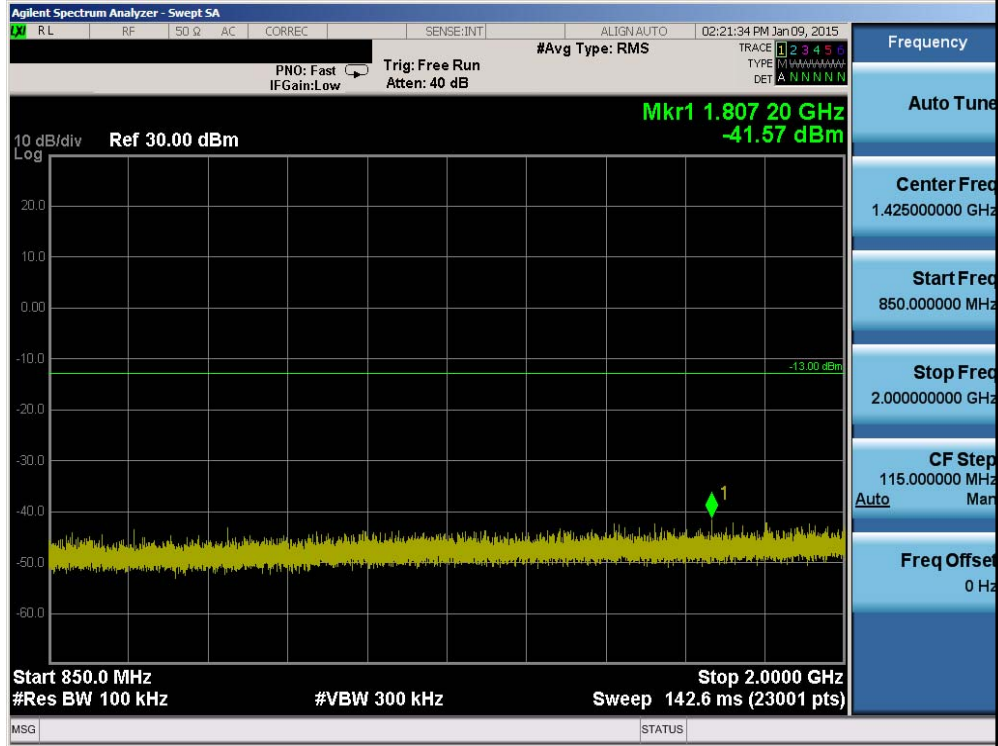 Agilent Spectrum Analyzer - Swept SA
LXI RL RF 50 Ω AC CORREC SENSE:INT ALIGN AUTO 02:21:34 PM Jan 09, 2015
#Avg Type: RMS TRACE 1 2 3 4 5 6
PNO: Fast Trig: Free Run TYPE M
IFGain:Low Atten: 40 dB DET A N N N N N
Mkr1 1.807 20 GHz
-41.57 dBm
10 dB/div Ref 30.00 dBm
Log
20.0
10.0
0.00
-10.0
-13.00 dBm
-20.0
-30.0
1
-40.0
-50.0
-60.0
Start 850.0 MHz Stop 2.0000 GHz
#Res BW 100 kHz #VBW 300 kHz Sweep 142.6 ms (23001 pts)
MSG STATUS
Frequency
Auto Tune
Center Freq
1.425000000 GHz
Start Freq
850.000000 MHz
Stop Freq
2.000000000 GHz
CF Step
115.000000 MHz
Auto Man
Freq Offset
0 Hz